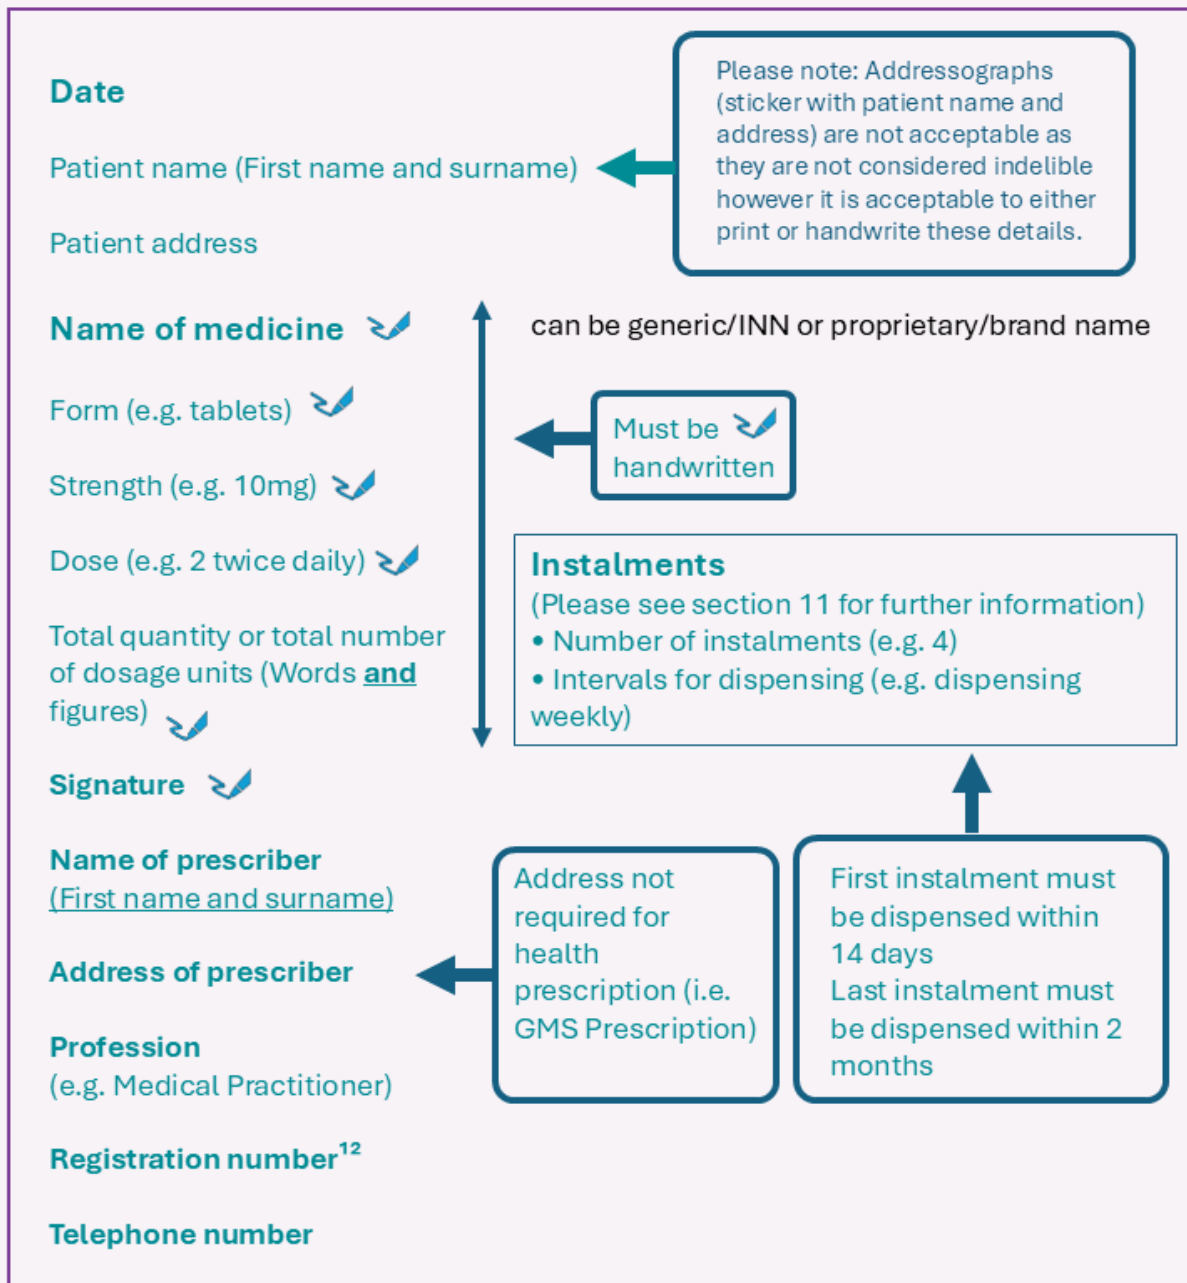 Date
Please note: Addressographs
(sticker with patient name and
address) are not acceptable as
they are not considered indelible
however it is acceptable to either
print or handwrite these details.
Patient name (First name and surname)
Patient address
Name of medicine
can be generic/INN or proprietary/brand name
Form (e.g. tablets)
Must be
handwritten
Strength (e.g. 10mg)
Dose (e.g. 2 twice daily)
Total quantity or total number
of dosage units (Words and
figures)
Instalments
(Please see section 11 for further information)
• Number of instalments (e.g. 4)
• Intervals for dispensing (e.g. dispensing
weekly)
Signature
Name of prescriber
(First name and surname)
Address of prescriber
Address not
required for
health
prescription (i.e.
GMS Prescription)
First instalment must
be dispensed within
14 days
Last instalment must
be dispensed within 2
months
Profession
(e.g. Medical Practitioner)
Registration number¹²
Telephone number